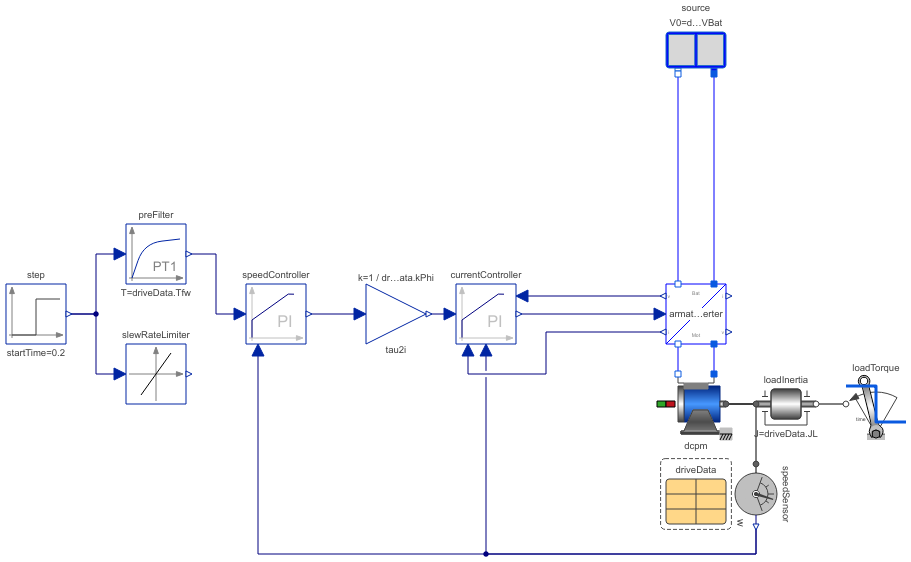 source
V0=d...VBat
preFilter
PT1
T=driveData.Tfw
step
startTime=0.2
slewRateLimiter
speedController
PI
k=1 / dr...ata.kPhi
tau2i
currentController
PI
Bat
armat...erter
Mot
loadInertia
J=driveData.JL
loadTorque
time
dcpm
driveData
speedSensor
w